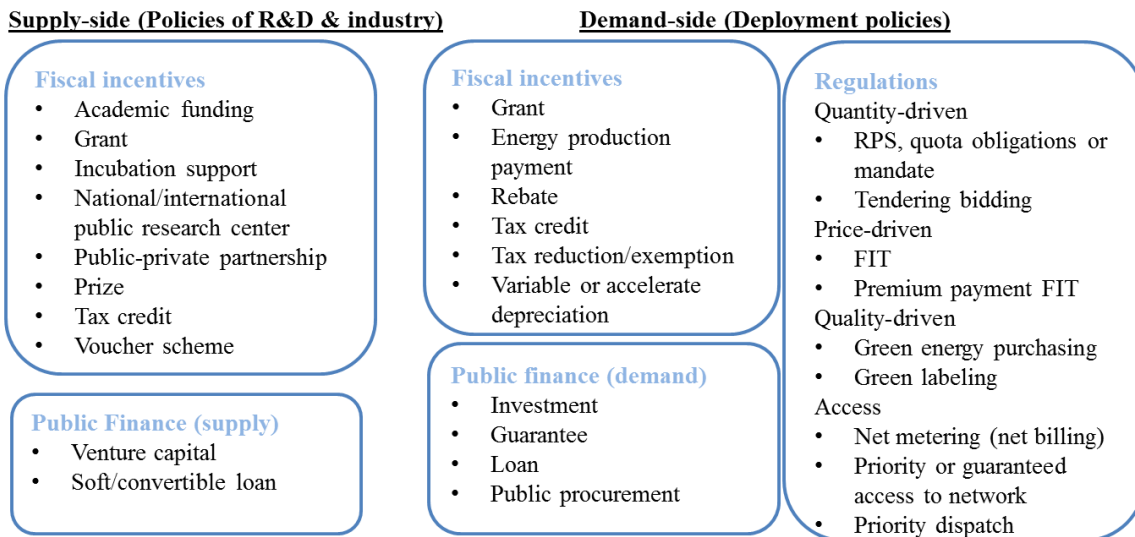 Supply-side (Policies of R&D & industry)
Fiscal incentives
• Academic funding
• Grant
• Incubation support
• National/international
public research center
• Public-private partnership
• Prize
• Tax credit
• Voucher scheme
Public Finance (supply)
• Venture capital
• Soft/convertible loan
Demand-side (Deployment policies)
Fiscal incentives
• Grant
• Energy production
payment
• Rebate
• Tax credit
• Tax reduction/exemption
• Variable or accelerate
depreciation
Public finance (demand)
• Investment
• Guarantee
• Loan
• Public procurement
Regulations
Quantity-driven
• RPS, quota obligations or
mandate
• Tendering bidding
Price-driven
• FIT
• Premium payment FIT
Quality-driven
• Green energy purchasing
• Green labeling
Access
• Net metering (net billing)
• Priority or guaranteed
access to network
• Priority dispatch